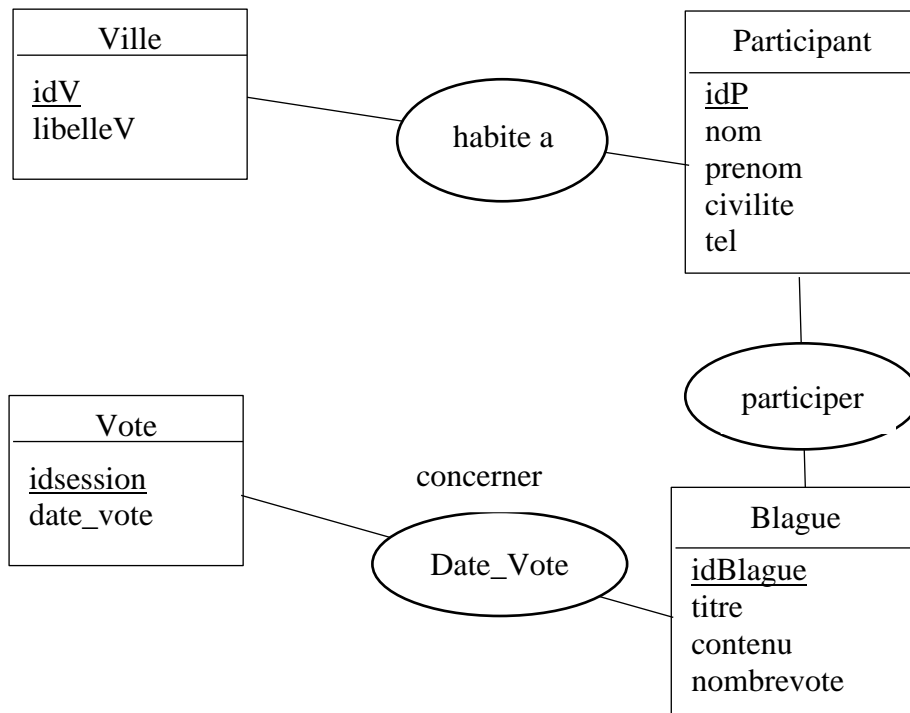 Ville
idV
libelleV
habite a
Participant
idP
nom
prenom
civilite
tel
participer
Vote
idsession
date_vote
concerner
Date_Vote
Blague
idBlague
titre
contenu
nombrevote